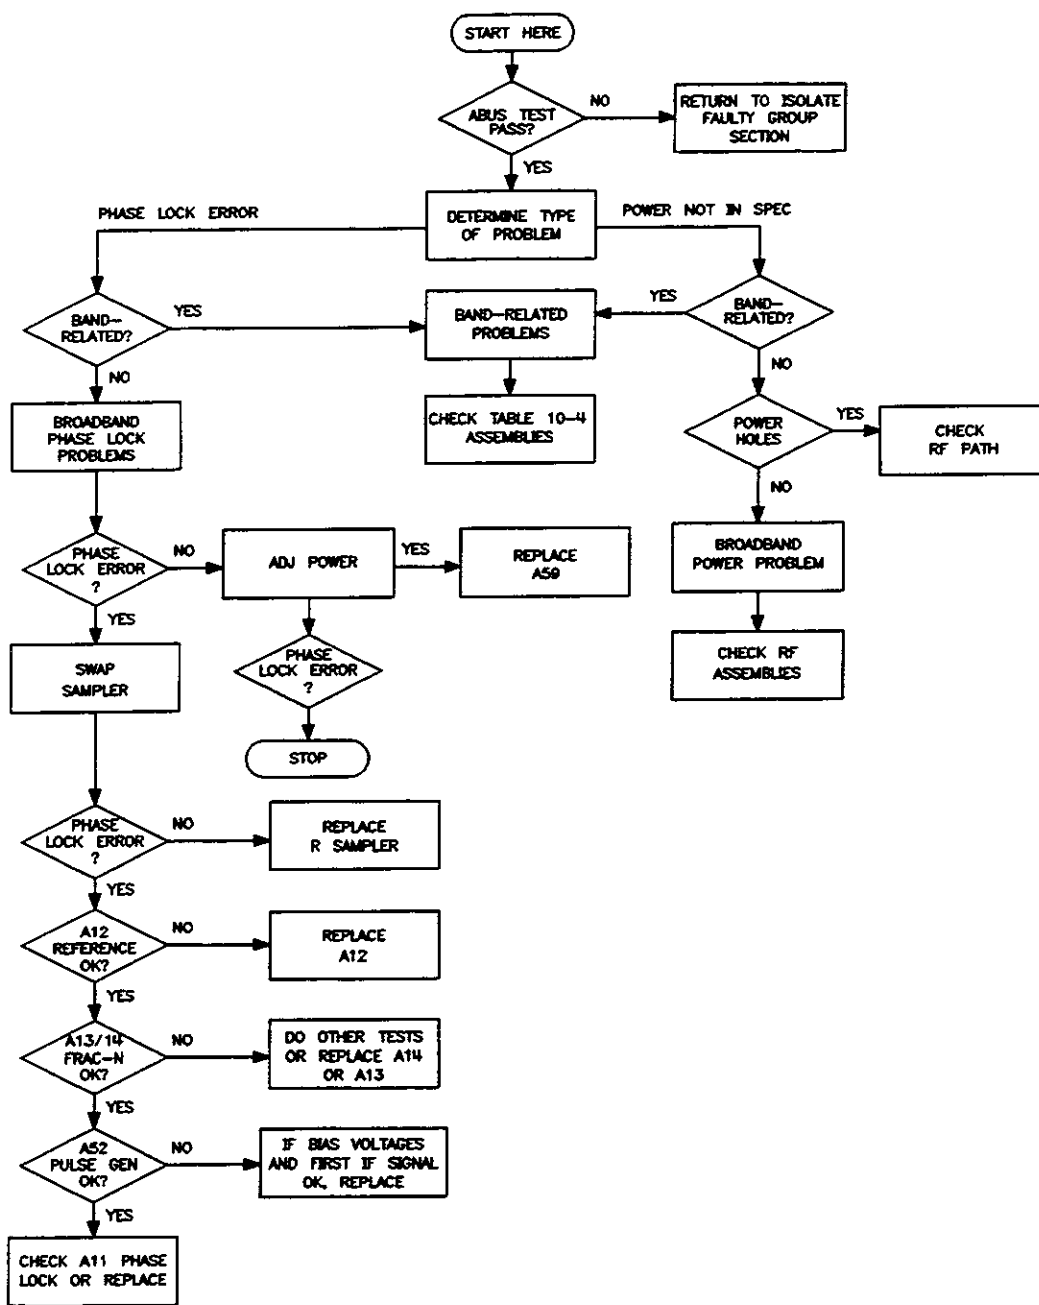 START HERE
ABUS TEST
PASS?
NO
RETURN TO ISOLATE
FAULTY GROUP
SECTION
YES
PHASE LOCK ERROR
DETERMINE TYPE
OF PROBLEM
POWER NOT IN SPEC
BAND-
RELATED?
YES
BAND-RELATED
PROBLEMS
YES
BAND-
RELATED?
NO
NO
BROADBAND
PHASE LOCK
PROBLEMS
CHECK TABLE 10-4
ASSEMBLIES
POWER
HOLES
YES
CHECK
RF PATH
NO
PHASE
LOCK ERROR
?
NO
ADJ POWER
YES
REPLACE
A59
BROADBAND
POWER PROBLEM
YES
SWAP
SAMPLER
PHASE
LOCK ERROR
?
CHECK RF
ASSEMBLIES
STOP
PHASE
LOCK ERROR
?
NO
REPLACE
R SAMPLER
YES
A12
REFERENCE
OK?
NO
REPLACE
A12
YES
A13/14
FRAC-N
OK?
NO
DO OTHER TESTS
OR REPLACE A14
OR A13
YES
A52
PULSE GEN
OK?
NO
IF BIAS VOLTAGES
AND FIRST IF SIGNAL
OK, REPLACE
YES
CHECK A11 PHASE
LOCK OR REPLACE